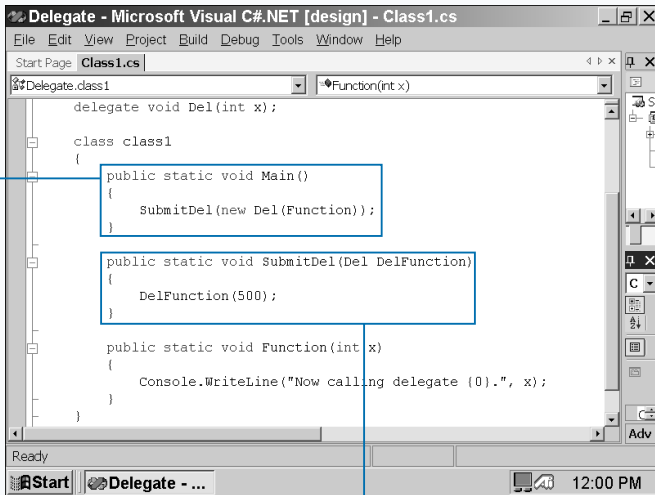 Delegate - Microsoft Visual C#.NET [design] - Class1.cs
File Edit View Project Build Debug Tools Window Help
Start Page Class1.cs
Delegate.class1 Function(int x)
delegate void Del(int x);
class class1
{
public static void Main()
{
SubmitDel(new Del(Function));
}
public static void SubmitDel(Del DelFunction)
{
DelFunction(500);
}
public static void Function(int x)
{
Console.WriteLine("Now calling delegate {0}.", x);
}
}
S
C
Adv
Ready
Start Delegate - ... 12:00 PM